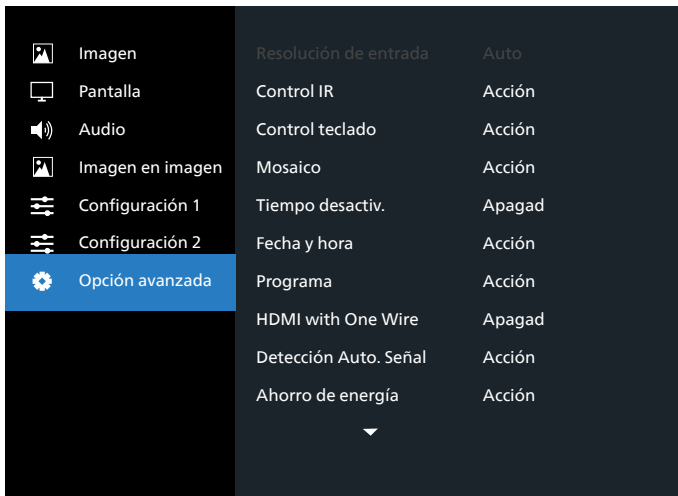 Imagen
Pantalla
Audio
Imagen en imagen
Configuración 1
Configuración 2
Opción avanzada
Resolución de entrada Auto
Control IR Acción
Control teclado Acción
Mosaico Acción
Tiempo desactiv. Apagad
Fecha y hora Acción
Programa Acción
HDMI with One Wire Apagad
Detección Auto. Señal Acción
Ahorro de energía Acción